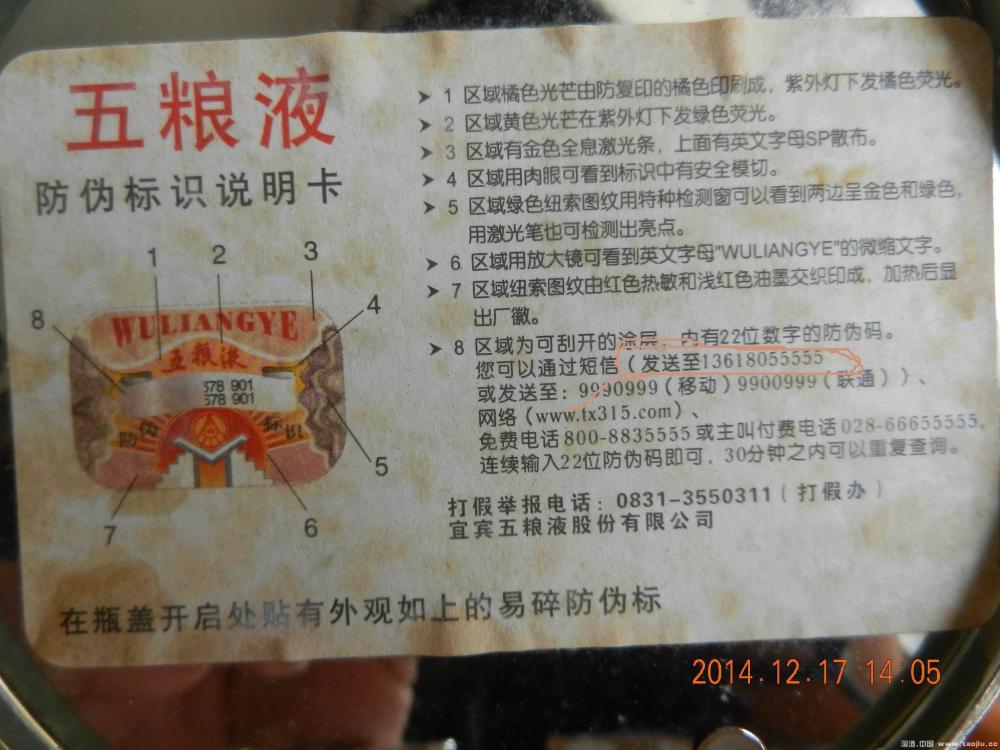 五粮液
防伪标识说明卡
1
2
3
4
5
6
7
8
WULIANGYE
五粮液
678 901
678 901
防伪 标识
➤ 1 区域橘色光芒由防复印的橘色印刷成，紫外灯下发橘色荧光。
➤ 2 区域黄色光芒在紫外灯下发绿色荧光。
➤ 3 区域有金色全息激光条，上面有英文字母SP散布。
➤ 4 区域用肉眼可看到标识中有安全模切。
➤ 5 区域绿色纽索图纹用特种检测窗可以看到两边呈金色和绿色，
用激光笔也可检测出亮点。
➤ 6 区域用放大镜可看到英文字母"WULIANGYE"的微缩文字。
➤ 7 区域纽索图纹由红色热敏和浅红色油墨交织印成，加热后显
出厂徽。
➤ 8 区域为可刮开的涂层，内有22位数字的防伪码。
您可以通过短信（发送至13618055555
或发送至：9990999（移动）9900999（联通））、
网络（www.tx315.com）、
免费电话800-8835555或主叫付费电话028-66655555，
连续输入22位防伪码即可，30分钟之内可以重复查询。
打假举报电话：0831-3550311（打假办）
宜宾五粮液股份有限公司
在瓶盖开启处贴有外观如上的易碎防伪标
2014.12.17 14:05
淘酒.中国 www.taojiu.cc